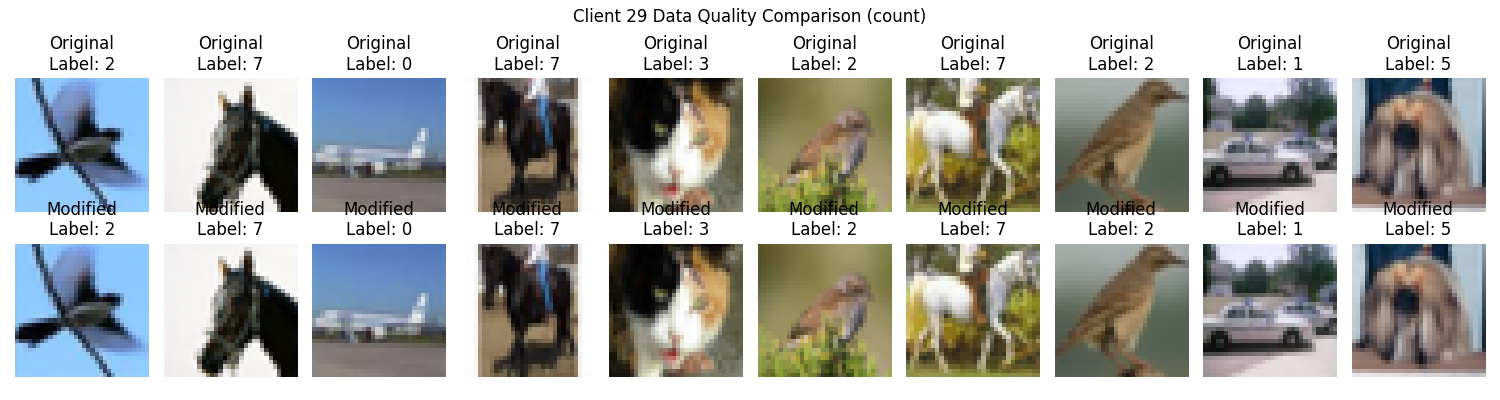 Client 29 Data Quality Comparison (count)
Original Original Original Original Original Original Original Original Original Original
Label: 2 Label: 7 Label: 0 Label: 7 Label: 3 Label: 2 Label: 7 Label: 2 Label: 1 Label: 5
Modified Modified Modified Modified Modified Modified Modified Modified Modified Modified
Label: 2 Label: 7 Label: 0 Label: 7 Label: 3 Label: 2 Label: 7 Label: 2 Label: 1 Label: 5